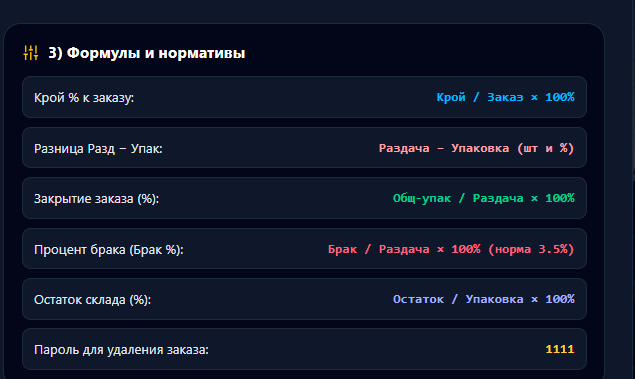 3) Формулы и нормативы
Крой % к заказу: Крой / Заказ × 100%
Разница Разд − Упак: Раздача − Упаковка (шт и %)
Закрытие заказа (%): Общ-упак / Раздача × 100%
Процент брака (Брак %): Брак / Раздача × 100% (норма 3.5%)
Остаток склада (%): Остаток / Упаковка × 100%
Пароль для удаления заказа: 1111